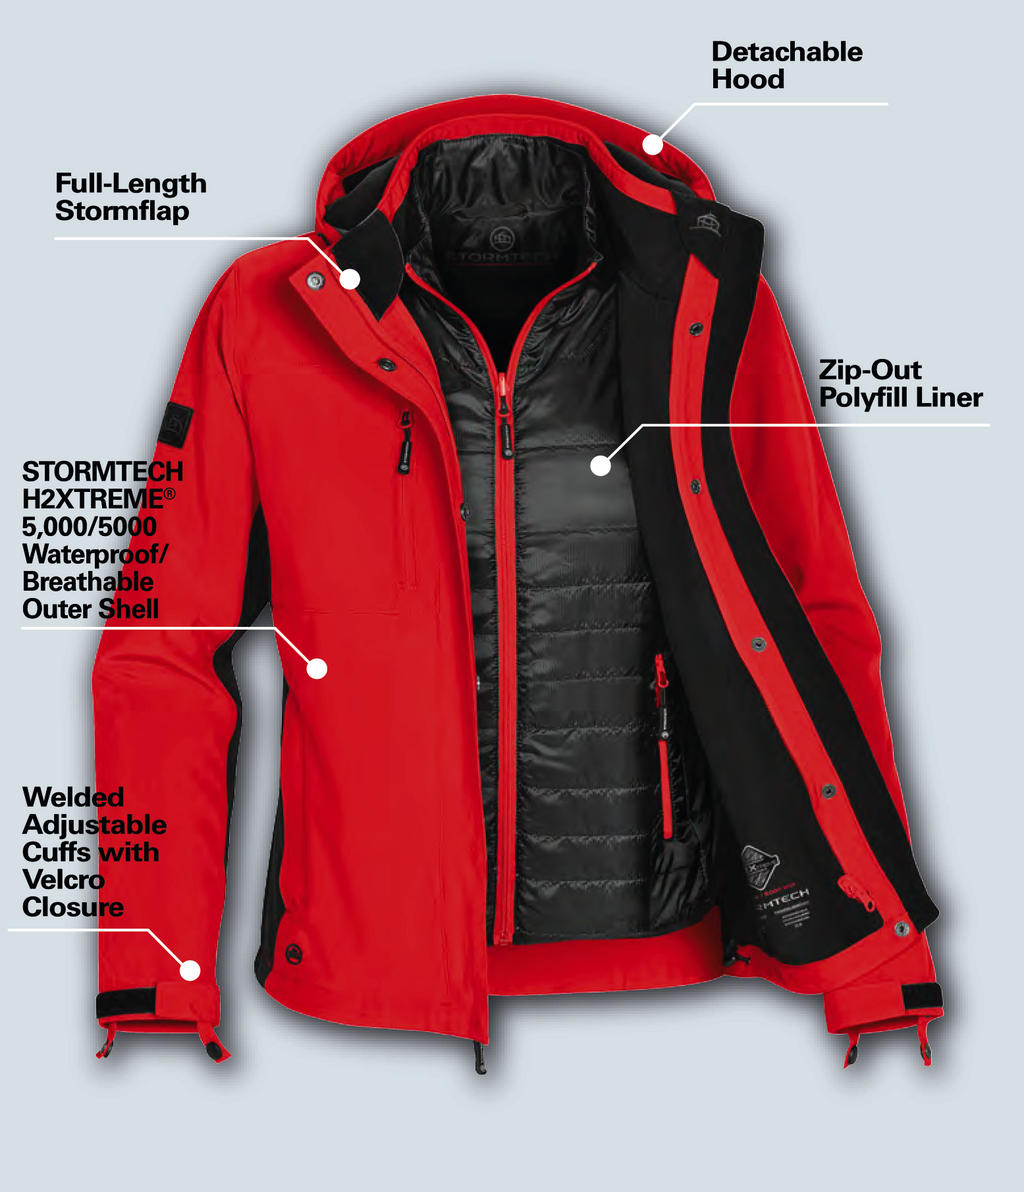 Detachable
Hood
Full-Length
Stormflap
Zip-Out
Polyfill Liner
STORMTECH
H2XTREME®
5,000/5000
Waterproof/
Breathable
Outer Shell
Welded
Adjustable
Cuffs with
Velcro
Closure
STORMTECH